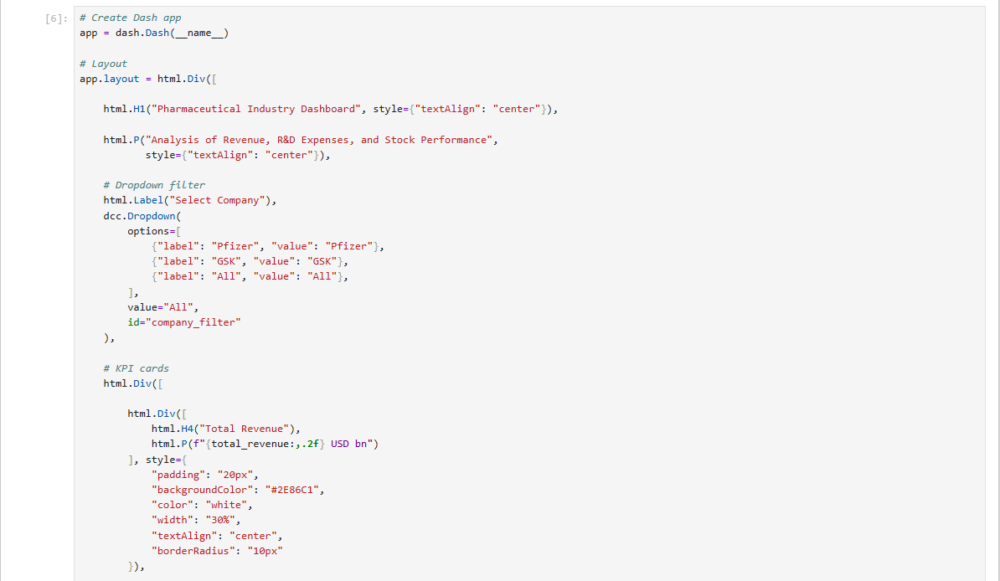 [6]: # Create Dash app
app = dash.Dash(__name__)
# Layout
app.layout = html.Div([
html.H1("Pharmaceutical Industry Dashboard", style={"textAlign": "center"}),
html.P("Analysis of Revenue, R&D Expenses, and Stock Performance",
style={"textAlign": "center"}),
# Dropdown filter
html.Label("Select Company"),
dcc.Dropdown(
options=[
{"label": "Pfizer", "value": "Pfizer"},
{"label": "GSK", "value": "GSK"},
{"label": "All", "value": "All"},
],
value="All",
id="company_filter"
),
# KPI cards
html.Div([
html.Div([
html.H4("Total Revenue"),
html.P(f"{total_revenue:,.2f} USD bn")
], style={
"padding": "20px",
"backgroundColor": "#2E86C1",
"color": "white",
"width": "30%",
"textAlign": "center",
"borderRadius": "10px"
}),